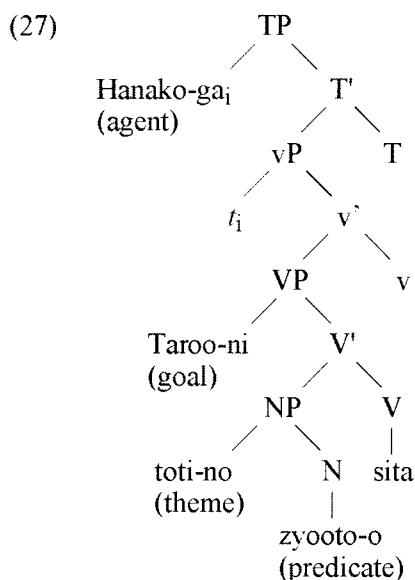 (27) TP
Hanako-gaᵢ T'
(agent)
vP T
tᵢ v'
VP v
Taroo-ni V'
(goal)
NP V
toti-no N sita
(theme)
zyooto-o
(predicate)